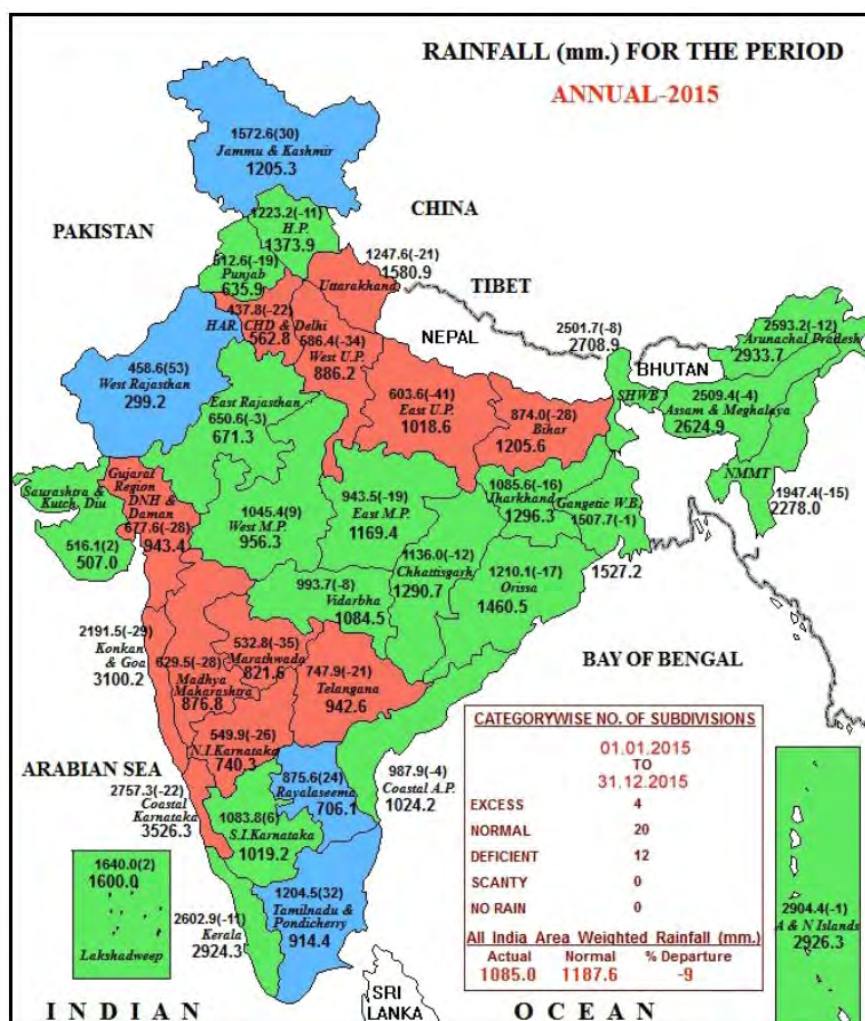 RAINFALL (mm.) FOR THE PERIOD
ANNUAL-2015
1572.6(30)
Jammu & Kashmir
1205.3
CHINA
PAKISTAN
1223.2(-11)
H.P.
1373.9
512.6(-19)
Punjab
635.9
1247.6(-21)
1580.9
Uttarakhand
TIBET
NEPAL
437.8(-22)
HAR. CHD & Delhi
562.8
586.4(-34)
West U.P.
886.2
2501.7(-8)
2708.9
SHWB
BHUTAN
2593.2(-12)
Arunachal Pradesh
2933.7
458.6(53)
West Rajasthan
299.2
East Rajasthan
650.6(-3)
671.3
603.6(-41)
East U.P.
1018.6
874.0(-28)
Bihar
1205.6
2509.4(-4)
Assam & Meghalaya
2624.9
NMMT
1947.4(-15)
2278.0
Gujarat
Region
DNH &
Daman
677.6(-28)
943.4
Saurashtra &
Kutch Diu
516.1(2)
507.0
1045.4(9)
West M.P.
956.3
943.5(-19)
East M.P.
1169.4
1085.6(-16)
Jharkhand
1296.3
Gangetic W.B.
1507.7(-1)
1527.2
1136.0(-12)
Chhattisgarh
1290.7
1210.1(-17)
Orissa
1460.5
993.7(-8)
Vidarbha
1084.5
2191.5(-29)
Konkan
& Goa
3100.2
629.5(-28)
Madhya
Maharashtra
876.8
532.8(-35)
Marathwada
821.6
747.9(-21)
Telangana
942.6
BAY OF BENGAL
549.9(-26)
N.I.Karnataka
740.3
ARABIAN SEA
2757.3(-22)
Coastal
Karnataka
3526.3
875.6(24)
Rayalaseema
706.1
987.9(-4)
Coastal A.P.
1024.2
1083.8(6)
S.I.Karnataka
1019.2
1640.0(2)
1600.0
Lakshadweep
2602.9(-11)
Kerala
2924.3
1204.5(32)
Tamilnadu &
Pondicherry
914.4
CATEGORYWISE NO. OF SUBDIVISIONS
01.01.2015
TO
31.12.2015
EXCESS 4
NORMAL 20
DEFICIENT 12
SCANTY 0
NO RAIN 0
All India Area Weighted Rainfall (mm.)
Actual Normal % Departure
1085.0 1187.6 -9
2904.4(-1)
A & N Islands
2926.3
SRI
LANKA
INDIAN OCEAN